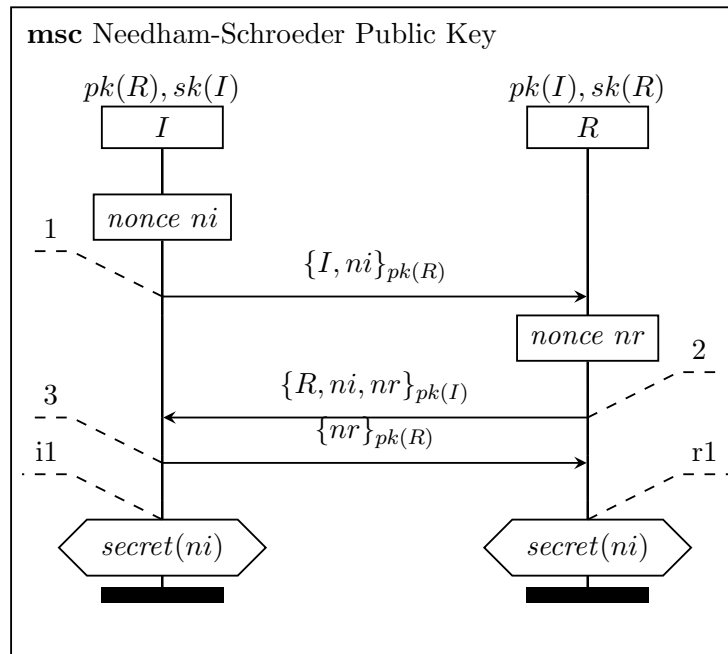 msc Needham-Schroeder Public Key
pk(R), sk(I)
pk(I), sk(R)
I
R
nonce ni
1
{I, ni}pk(R)
nonce nr
2
{R, ni, nr}pk(I)
3
{nr}pk(R)
i1
r1
secret(ni)
secret(ni)